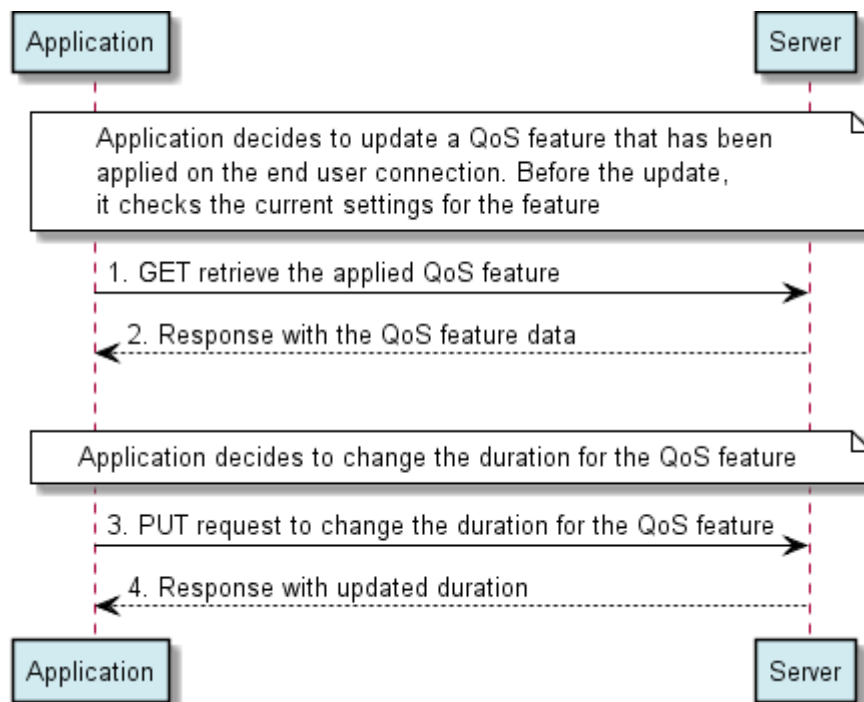 Application
Server
Application decides to update a QoS feature that has been
applied on the end user connection. Before the update,
it checks the current settings for the feature
1. GET retrieve the applied QoS feature
2. Response with the QoS feature data
Application decides to change the duration for the QoS feature
3. PUT request to change the duration for the QoS feature
4. Response with updated duration
Application
Server